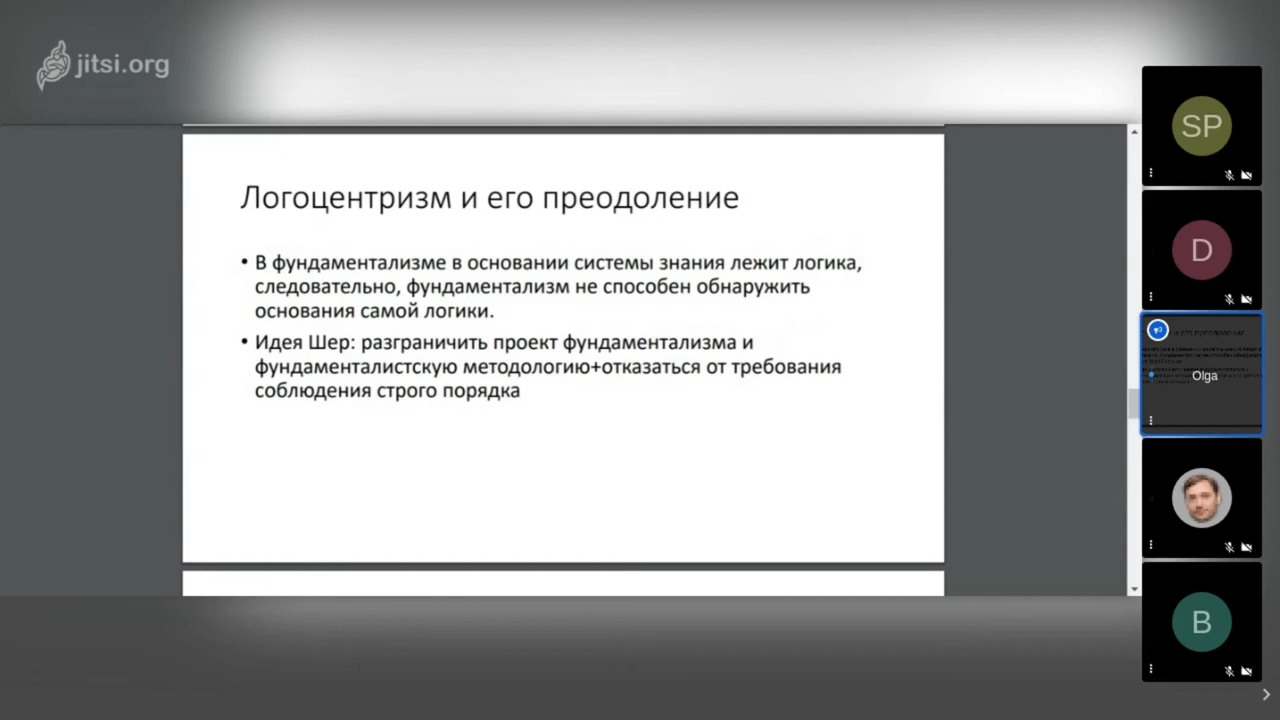 jitsi.org
Логоцентризм и его преодоление
• В фундаментализме в основании системы знания лежит логика,
следовательно, фундаментализм не способен обнаружить
основания самой логики.
• Идея Шер: разграничить проект фундаментализма и
фундаменталистскую методологию+отказаться от требования
соблюдения строго порядка
SP
D
Olga
B